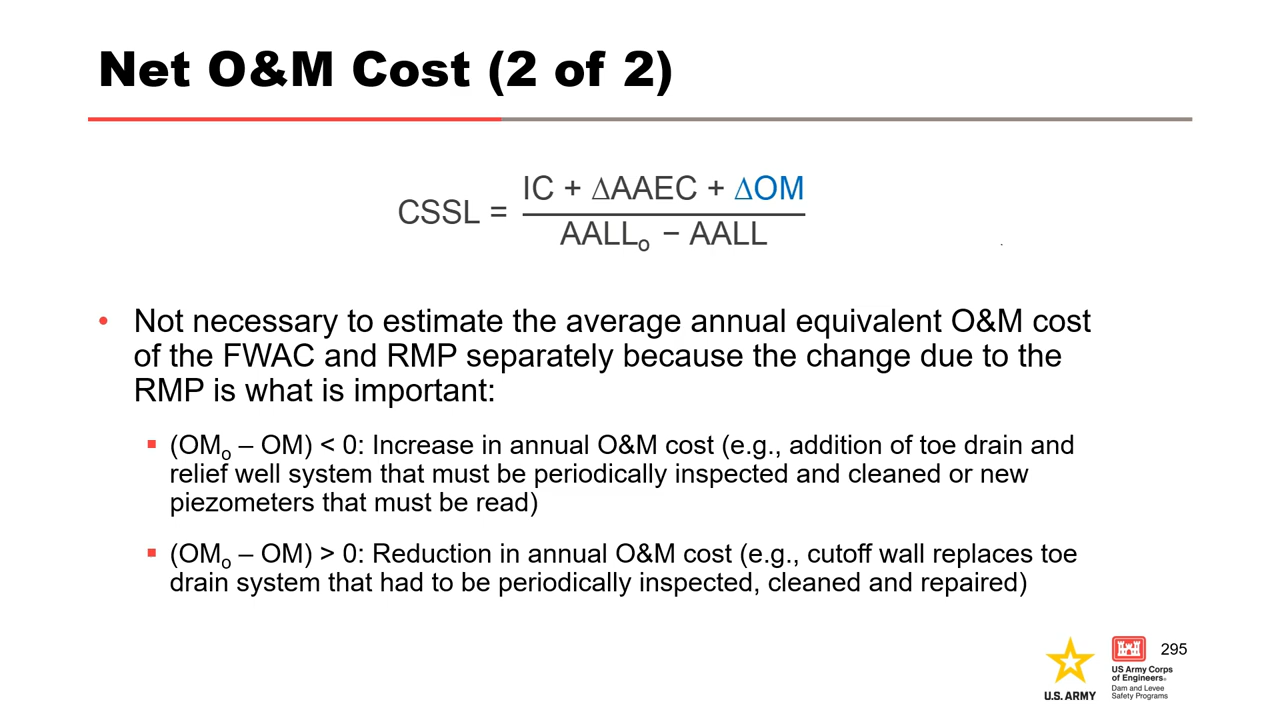 Net O&M Cost (2 of 2)
CSSL = (IC + ∆AAEC + ∆OM) / (AALLₒ − AALL)
• Not necessary to estimate the average annual equivalent O&M cost
of the FWAC and RMP separately because the change due to the
RMP is what is important:
▪ (OMₒ – OM) < 0: Increase in annual O&M cost (e.g., addition of toe drain and
relief well system that must be periodically inspected and cleaned or new
piezometers that must be read)
▪ (OMₒ – OM) > 0: Reduction in annual O&M cost (e.g., cutoff wall replaces toe
drain system that had to be periodically inspected, cleaned and repaired)
U.S. ARMY
US Army Corps
of Engineers®
Dam and Levee
Safety Programs
295